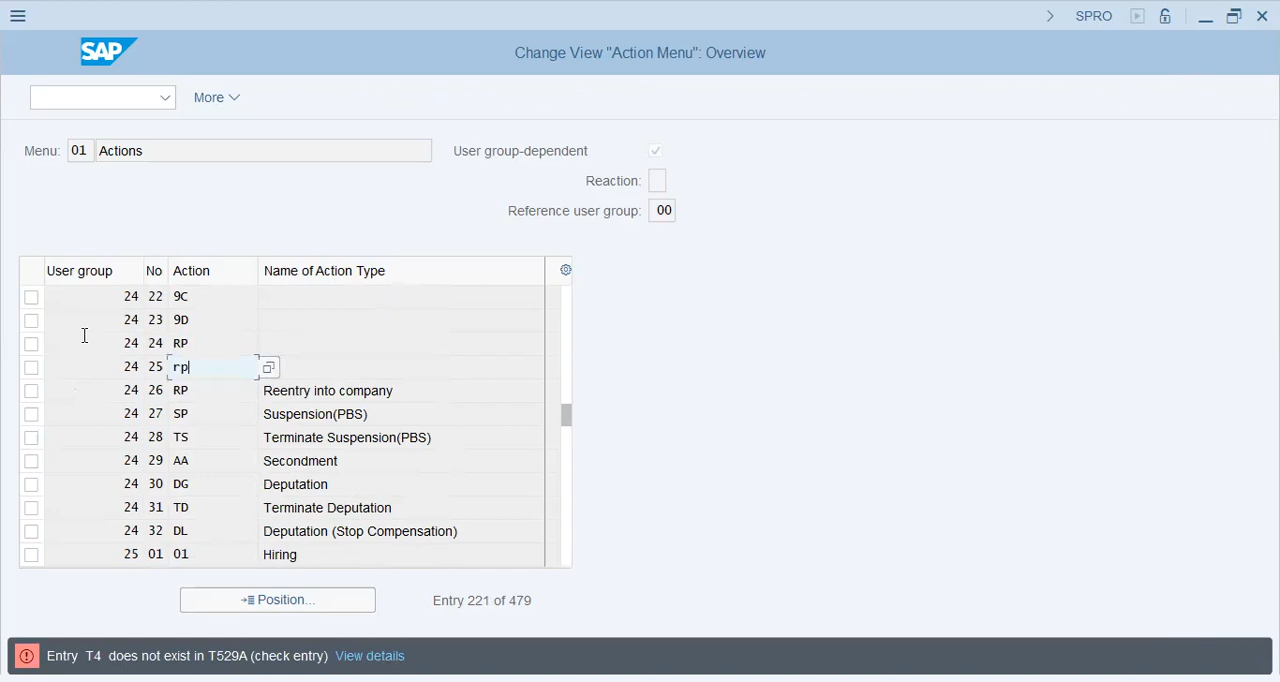 SPRO
SAP
Change View "Action Menu": Overview
More
Menu: 01 Actions User group-dependent
Reaction:
Reference user group: 00
User group No Action Name of Action Type
24 22 9C
24 23 9D
24 24 RP
24 25 rp
24 26 RP Reentry into company
24 27 SP Suspension(PBS)
24 28 TS Terminate Suspension(PBS)
24 29 AA Secondment
24 30 DG Deputation
24 31 TD Terminate Deputation
24 32 DL Deputation (Stop Compensation)
25 01 01 Hiring
Position... Entry 221 of 479
Entry T4 does not exist in T529A (check entry) View details